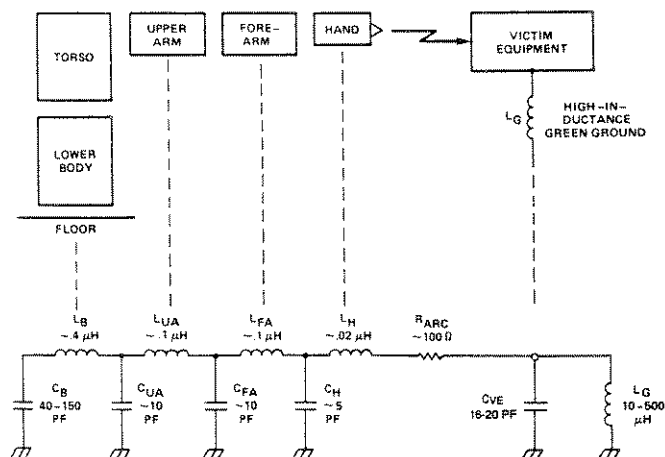 TORSO
UPPER
ARM
FORE-
ARM
HAND
VICTIM
EQUIPMENT
LG
HIGH-IN-
DUCTANCE
GREEN GROUND
LOWER
BODY
FLOOR
LB
~.4 μH
LUA
~.1 μH
LFA
~.1 μH
LH
~.02 μH
RARC
~100 Ω
CB
40-150
PF
CUA
~10
PF
CFA
~10
PF
CH
~5
PF
CVE
16-20 PF
LG
10-500
μH